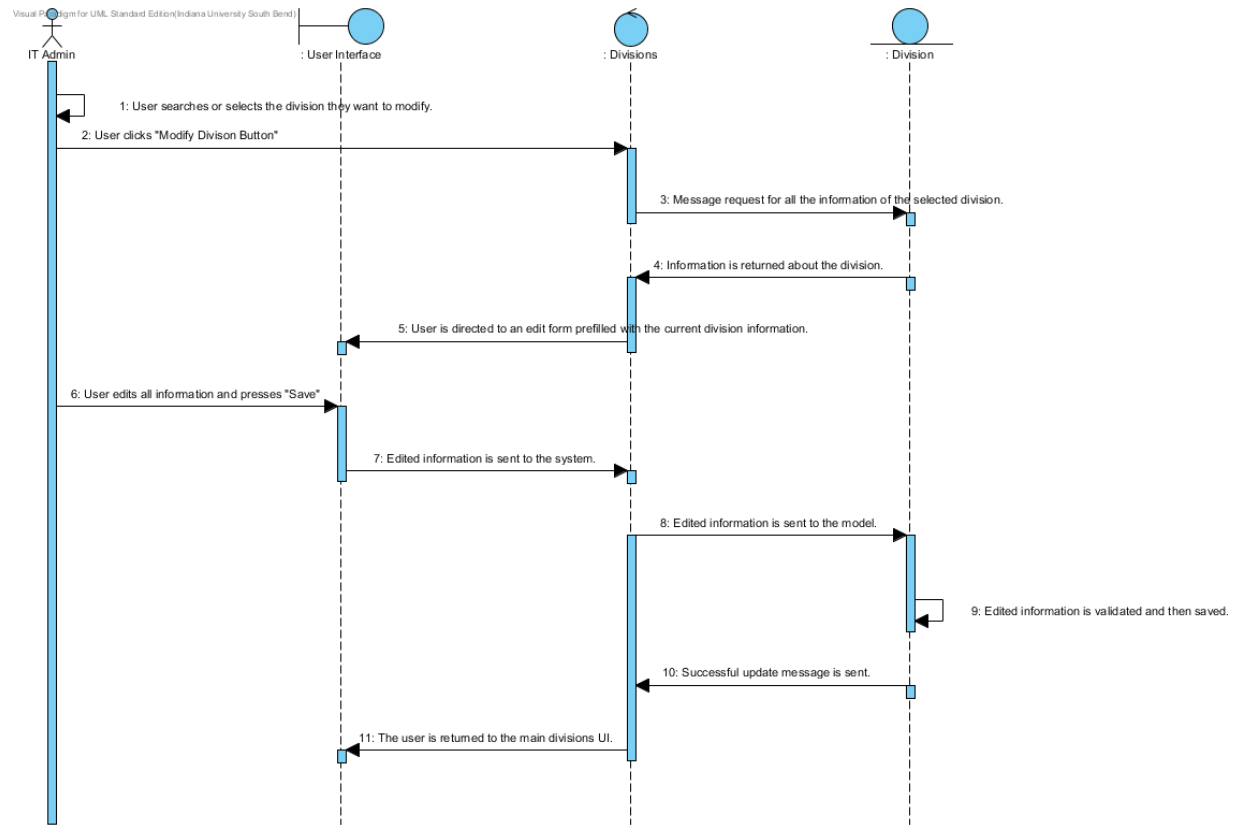 Visual Paradigm for UML Standard Edition(Indiana University South Bend)
IT Admin
: User Interface
: Divisions
: Division
1: User searches or selects the division they want to modify.
2: User clicks "Modify Divison Button"
3: Message request for all the information of the selected division.
4: Information is returned about the division.
5: User is directed to an edit form prefilled with the current division information.
6: User edits all information and presses "Save"
7: Edited information is sent to the system.
8: Edited information is sent to the model.
9: Edited information is validated and then saved.
10: Successful update message is sent.
11: The user is returned to the main divisions UI.